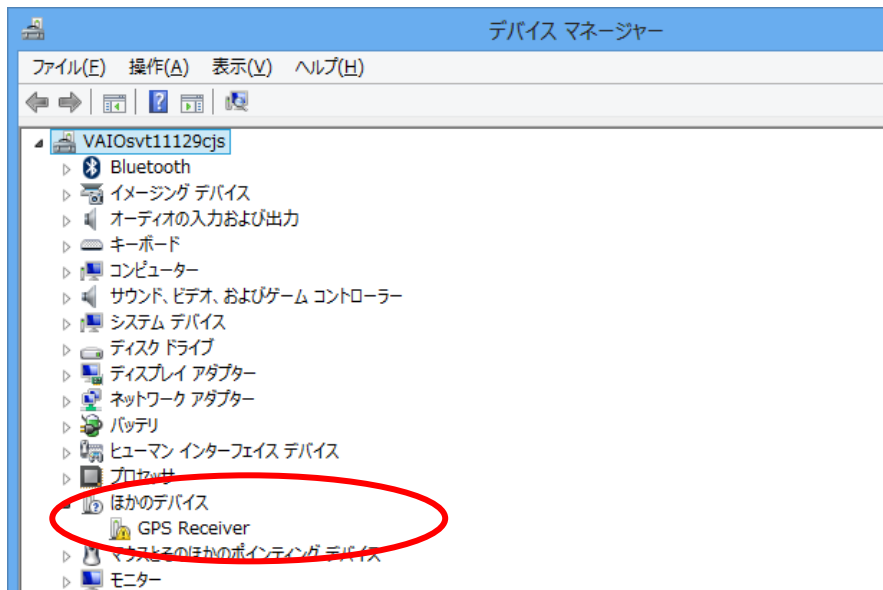 デバイス マネージャー
ファイル(F) 操作(A) 表示(V) ヘルプ(H)
VAIOsvt11129cjs
Bluetooth
イメージング デバイス
オーディオの入力および出力
キーボード
コンピューター
サウンド、ビデオ、およびゲーム コントローラー
システム デバイス
ディスク ドライブ
ディスプレイ アダプター
ネットワーク アダプター
バッテリ
ヒューマン インターフェイス デバイス
プロセッサ
ほかのデバイス
GPS Receiver
マウスとそのほかのポインティング デバイス
モニター